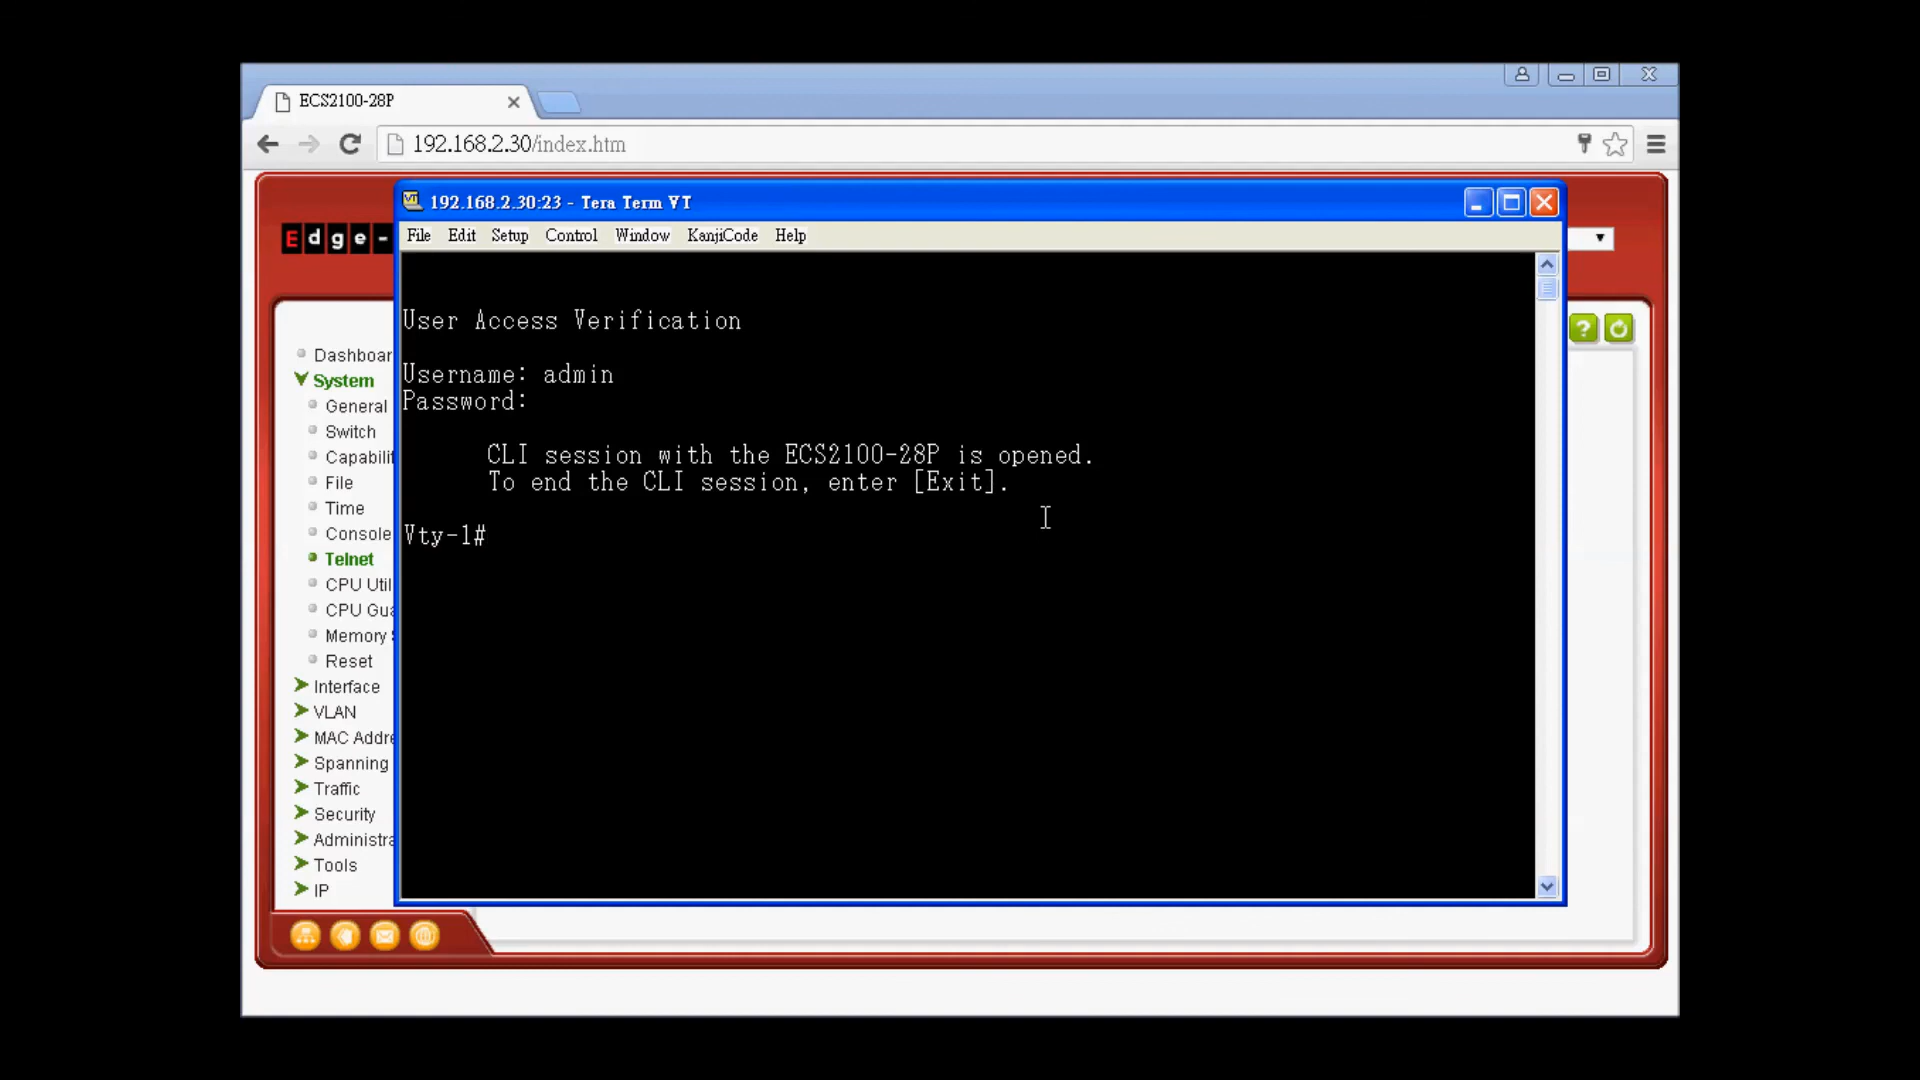 ECS2100-28P
192.168.2.30/index.htm
192.168.2.30:23 - Tera Term VT
File Edit Setup Control Window KanjiCode Help
Edge-
User Access Verification
Username: admin
Password:
CLI session with the ECS2100-28P is opened.
To end the CLI session, enter [Exit].
Vty-1#
Dashboar
System
General
Switch
Capabilit
File
Time
Console
Telnet
CPU Util
CPU Gua
Memory
Reset
Interface
VLAN
MAC Addre
Spanning
Traffic
Security
Administra
Tools
IP